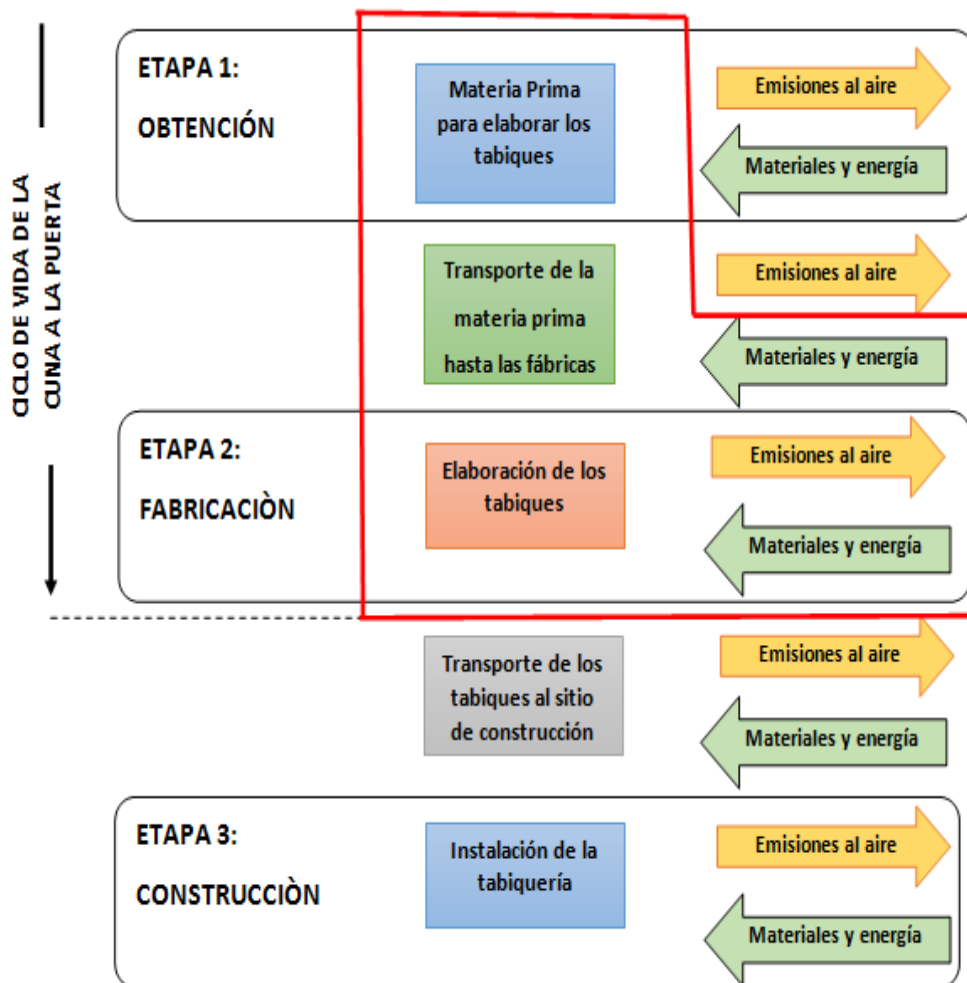 CICLO DE VIDA DE LA
CUNA A LA PUERTA
ETAPA 1:
OBTENCIÓN
Materia Prima
para elaborar los
tabiques
Emisiones al aire
Materiales y energía
Transporte de la
materia prima
hasta las fábricas
Emisiones al aire
Materiales y energía
ETAPA 2:
FABRICACIÒN
Elaboración de los
tabiques
Emisiones al aire
Materiales y energía
Transporte de los
tabiques al sitio
de construcción
Emisiones al aire
Materiales y energía
ETAPA 3:
CONSTRUCCIÒN
Instalación de la
tabiquería
Emisiones al aire
Materiales y energía